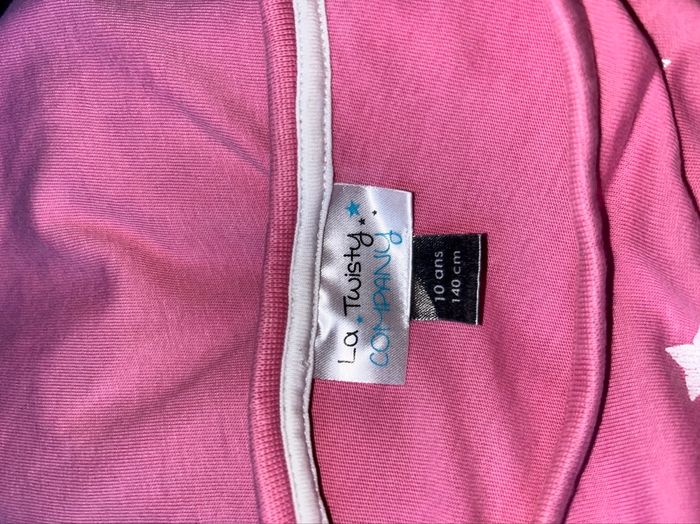 La Twisty
COMPANY
10 ans
140 cm